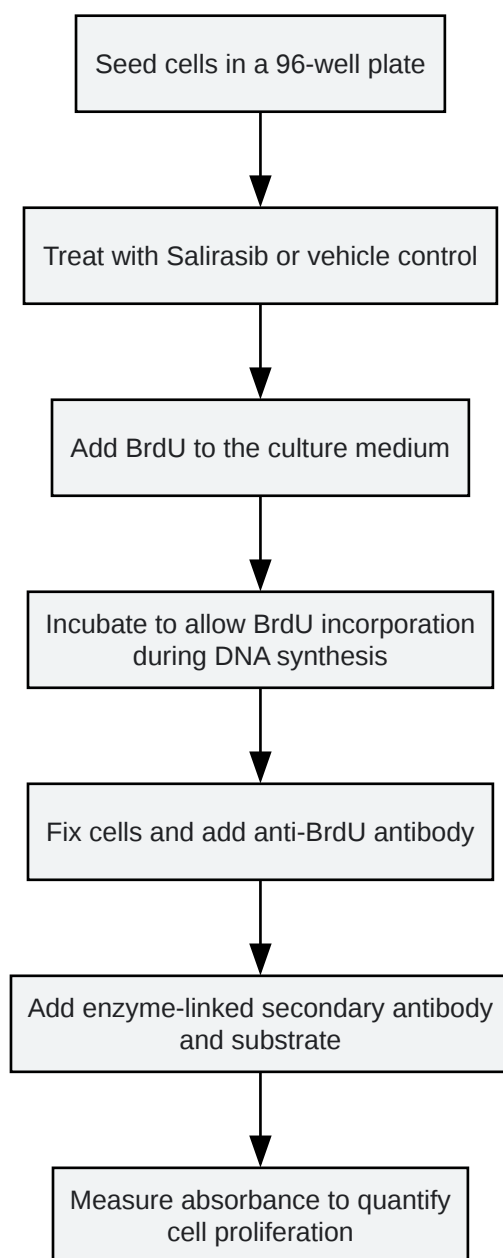 Seed cells in a 96-well plate
Treat with Salirasib or vehicle control
Add BrdU to the culture medium
Incubate to allow BrdU incorporation
during DNA synthesis
Fix cells and add anti-BrdU antibody
Add enzyme-linked secondary antibody
and substrate
Measure absorbance to quantify
cell proliferation